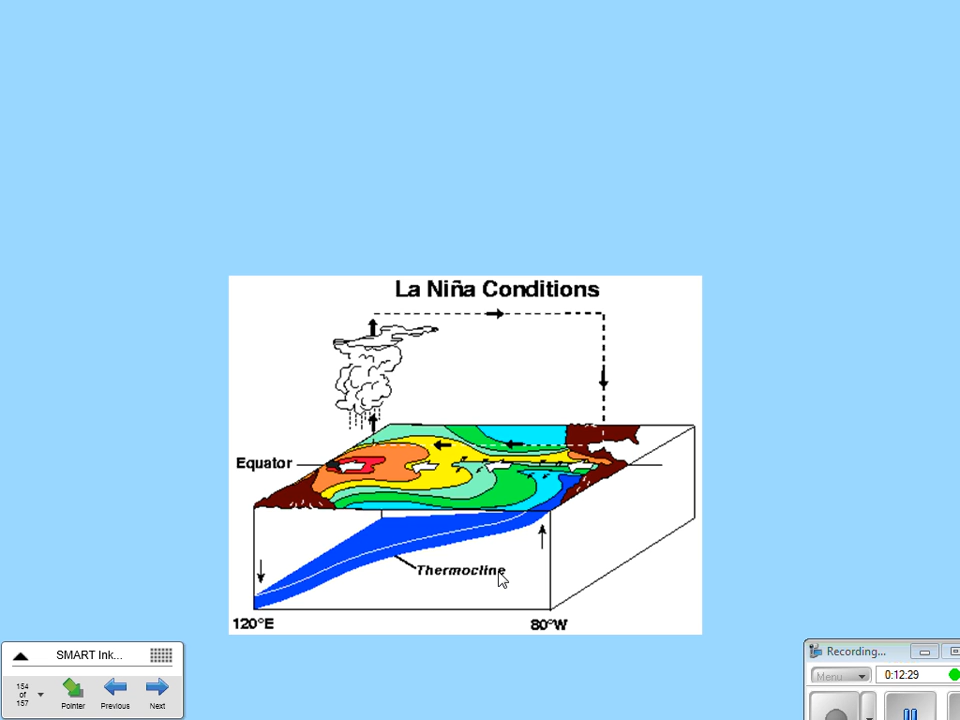 La Niña Conditions
Equator
Thermocline
120°E
80°W
SMART Ink...
154
of
157
Pointer
Previous
Next
Recording...
Menu
0:12:29